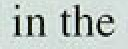 in the